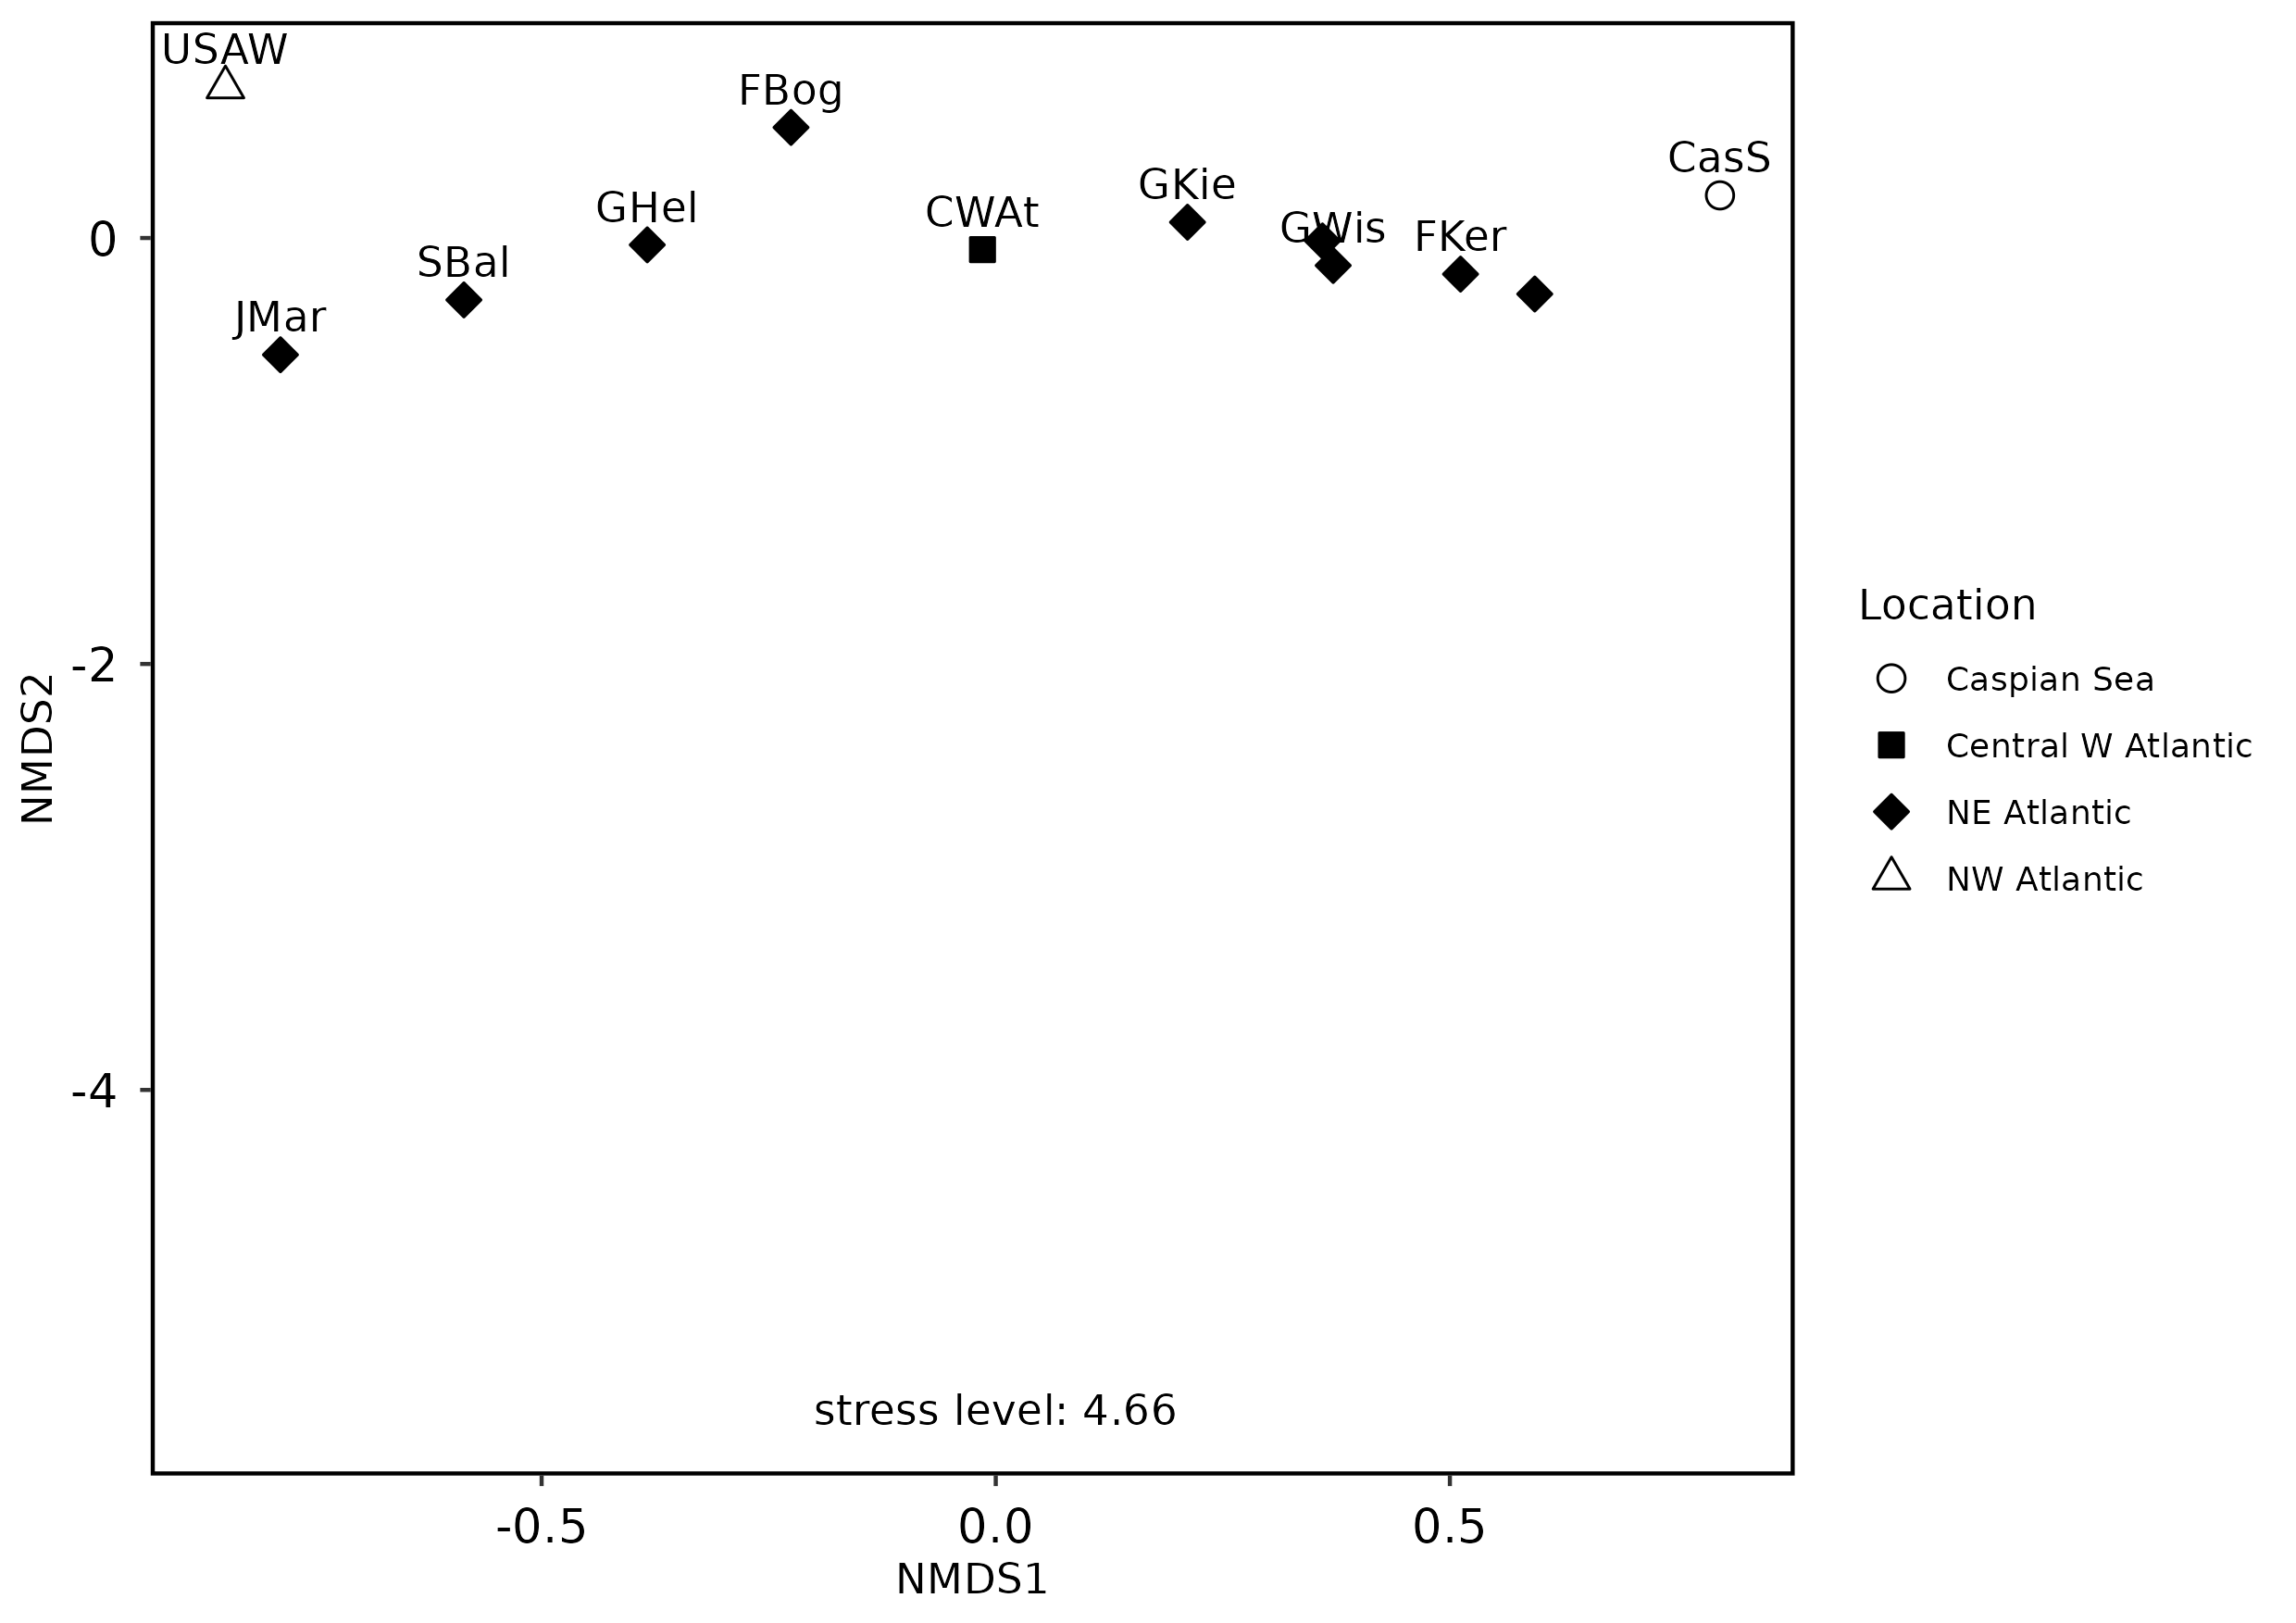 USAW
FBog
CasS
GKie
GHel
CWAt
GWis
FKer
SBal
JMar
0
-2
-4
NMDS2
stress level: 4.66
-0.5
0.0
0.5
NMDS1
Location
Caspian Sea
Central W Atlantic
NE Atlantic
NW Atlantic